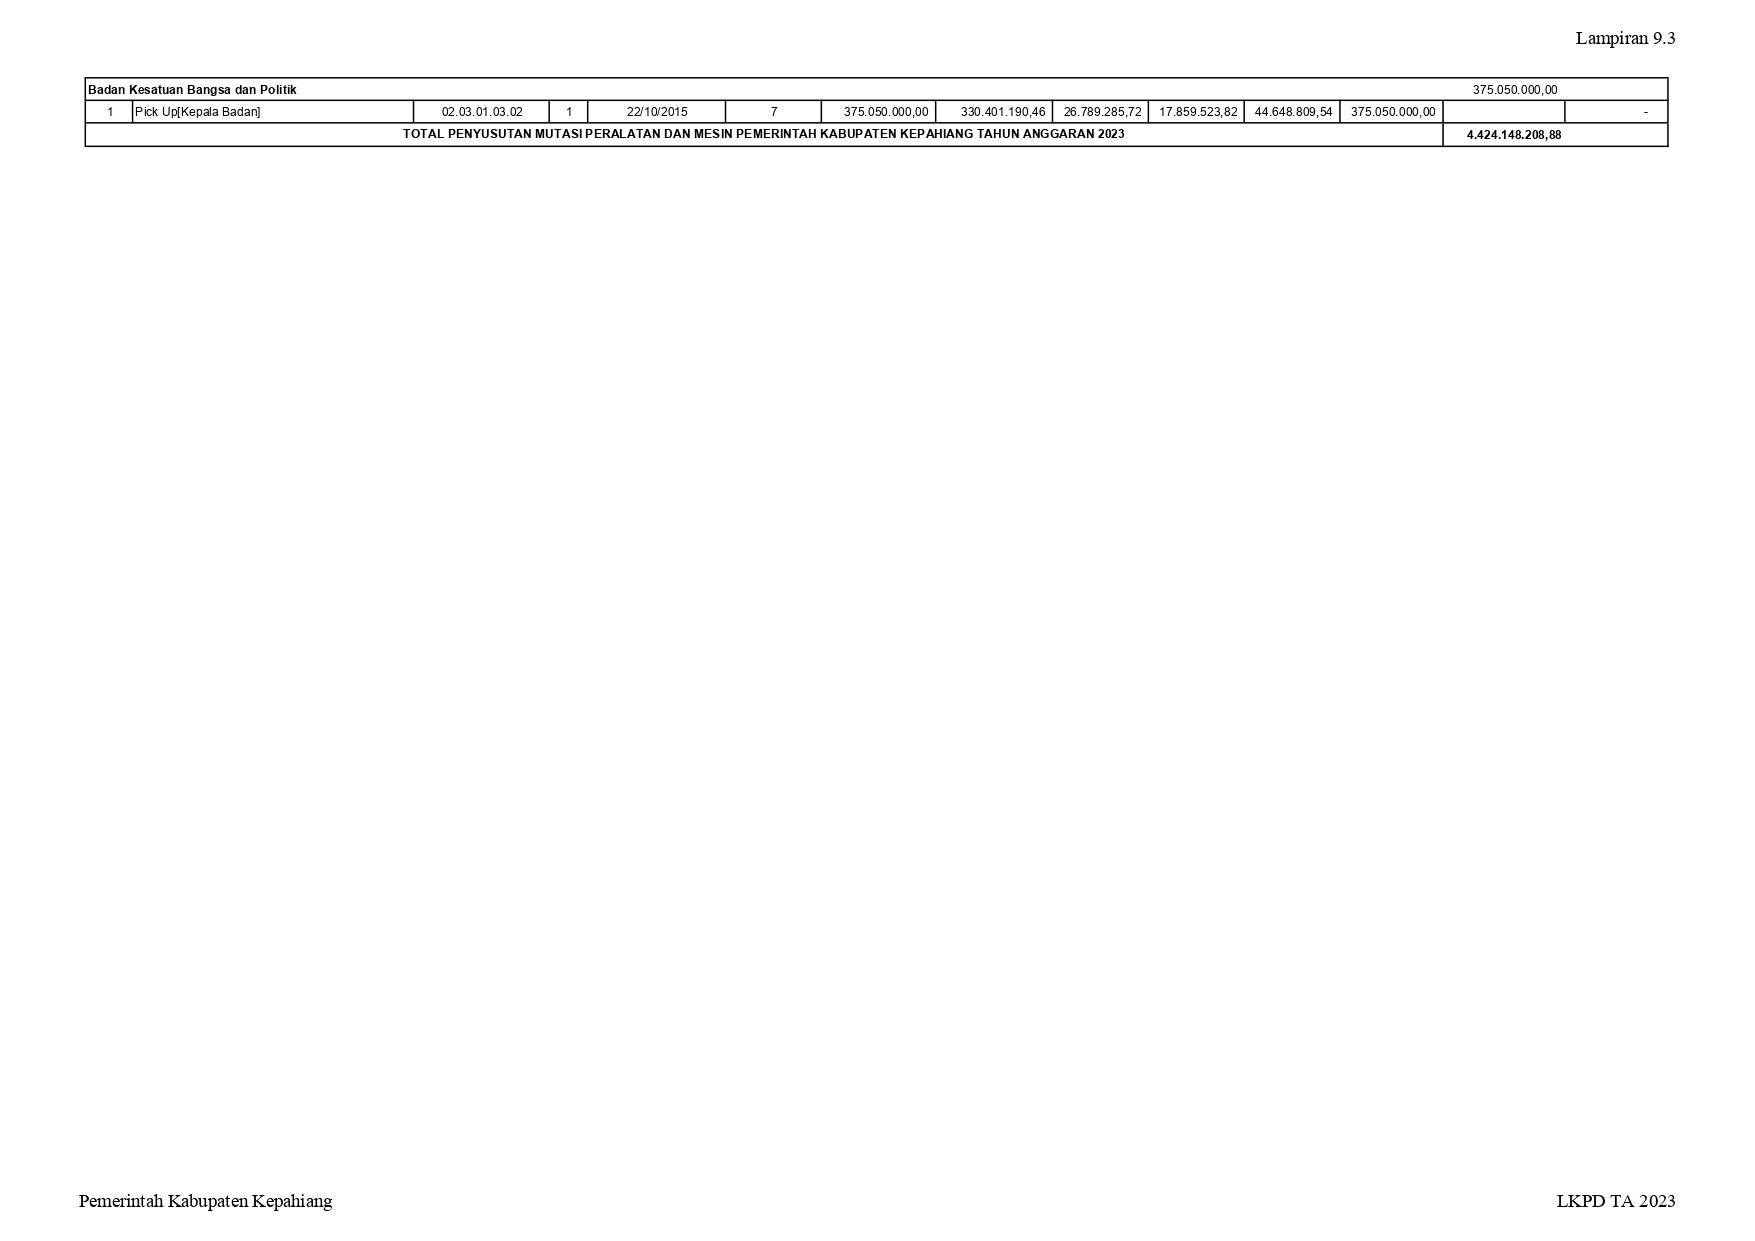 Lampiran 9.3
Badan Kesatuan Bangsa dan Politik 375.050.000,00
1 Pick Up[Kepala Badan] 02.03.01.03.02 1 22/10/2015 7 375.050.000,00 330.401.190,46 26.789.285,72 17.859.523,82 44.648.809,54 375.050.000,00 -
TOTAL PENYUSUTAN MUTASI PERALATAN DAN MESIN PEMERINTAH KABUPATEN KEPAHIANG TAHUN ANGGARAN 2023 4.424.148.208,88
Pemerintah Kabupaten Kepahiang LKPD TA 2023